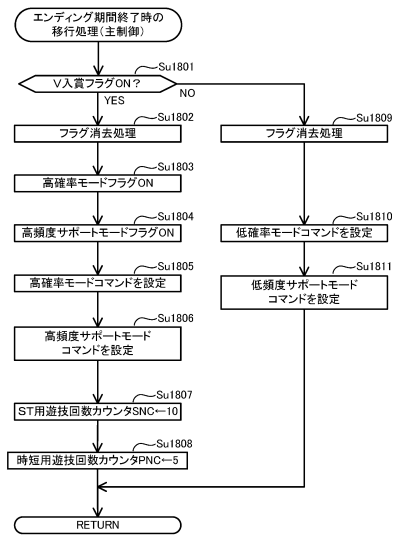 エンディング期間終了時の
移行処理(主制御)
Su1801
V入賞フラグON?
YES
NO
Su1802
フラグ消去処理
Su1803
高確率モードフラグON
Su1804
高頻度サポートモードフラグON
Su1805
高確率モードコマンドを設定
Su1806
高頻度サポートモード
コマンドを設定
Su1807
ST用遊技回数カウンタSNC←10
Su1808
時短用遊技回数カウンタPNC←5
Su1809
フラグ消去処理
Su1810
低確率モードコマンドを設定
Su1811
低頻度サポートモード
コマンドを設定
RETURN